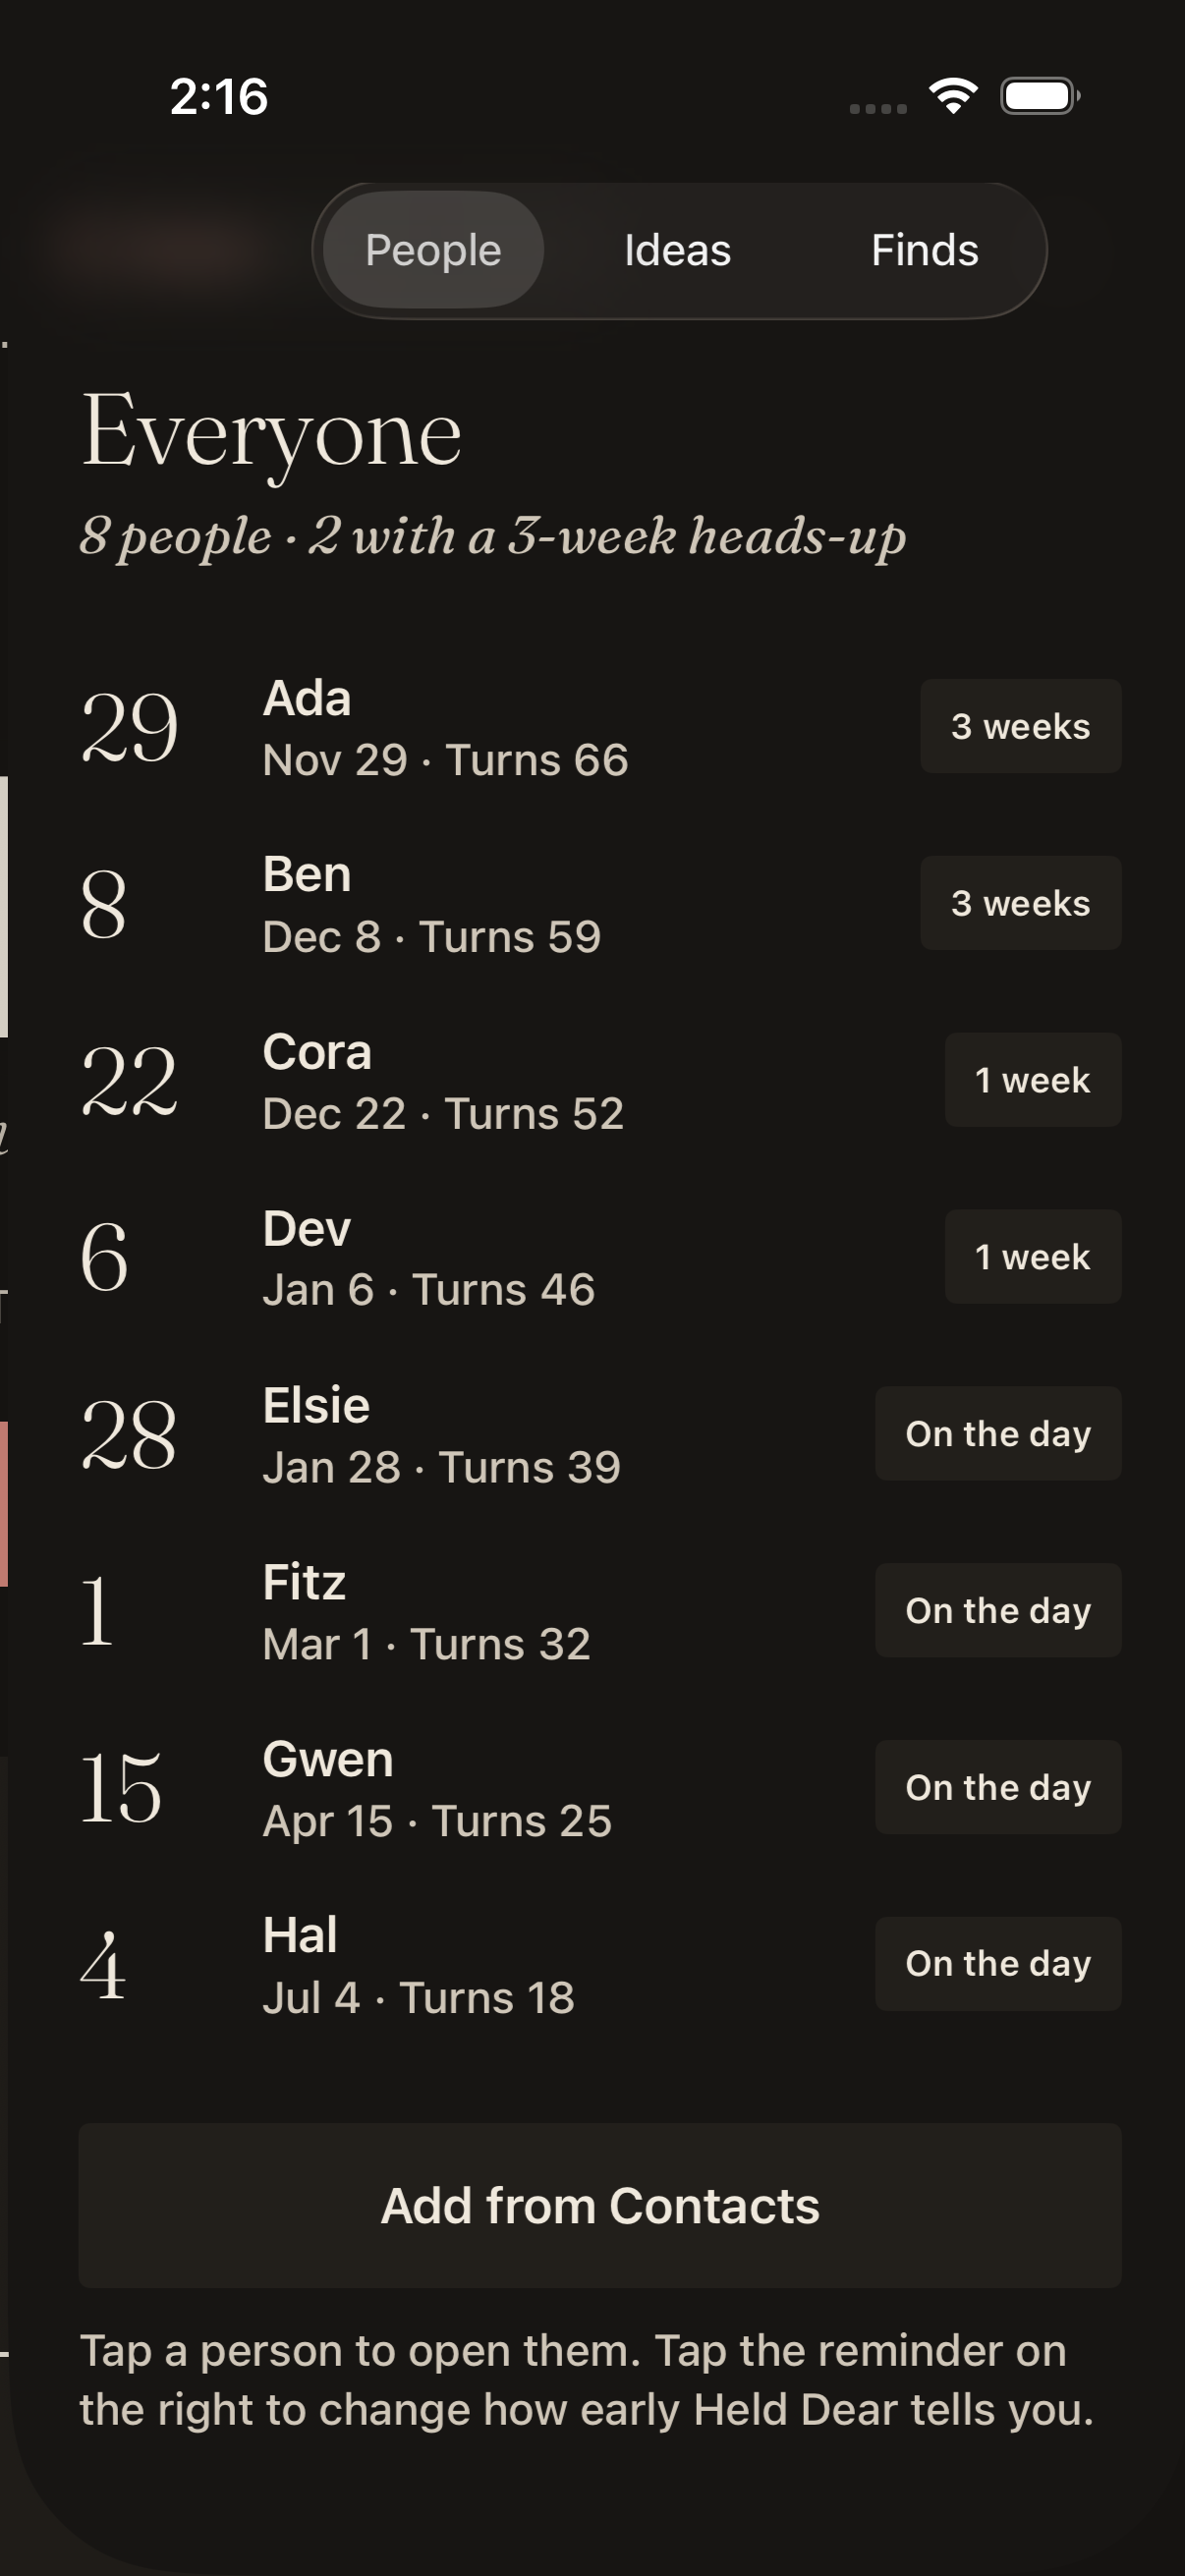 2:16
People
Ideas
Finds
Everyone
8 people · 2 with a 3-week heads-up
29
Ada
Nov 29 · Turns 66
3 weeks
8
Ben
Dec 8 · Turns 59
3 weeks
22
Cora
Dec 22 · Turns 52
1 week
6
Dev
Jan 6 · Turns 46
1 week
28
Elsie
Jan 28 · Turns 39
On the day
1
Fitz
Mar 1 · Turns 32
On the day
15
Gwen
Apr 15 · Turns 25
On the day
4
Hal
Jul 4 · Turns 18
On the day
Add from Contacts
Tap a person to open them. Tap the reminder on
the right to change how early Held Dear tells you.